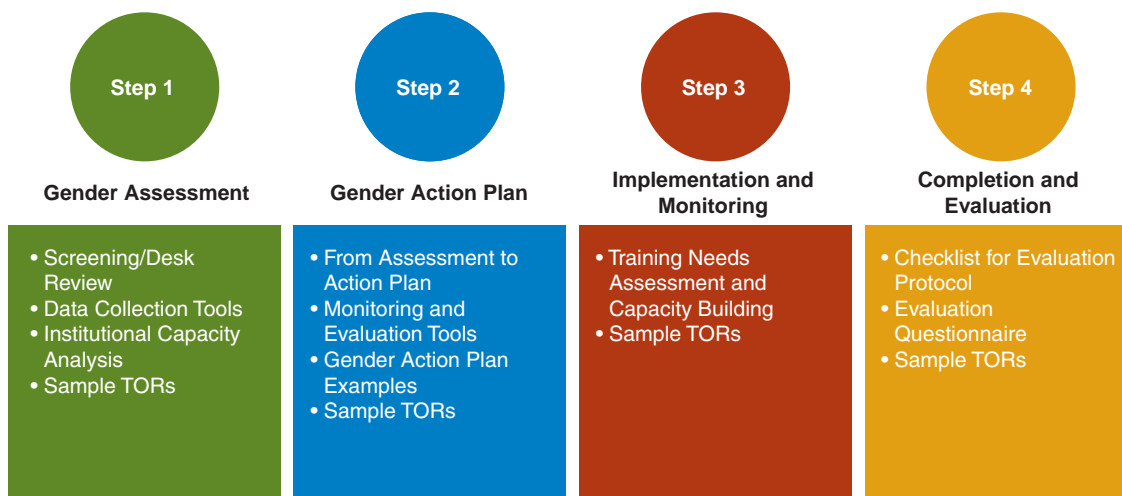 Step 1
Gender Assessment
• Screening/Desk
Review
• Data Collection Tools
• Institutional Capacity
Analysis
• Sample TORs
Step 2
Gender Action Plan
• From Assessment to
Action Plan
• Monitoring and
Evaluation Tools
• Gender Action Plan
Examples
• Sample TORs
Step 3
Implementation and
Monitoring
• Training Needs
Assessment and
Capacity Building
• Sample TORs
Step 4
Completion and
Evaluation
• Checklist for Evaluation
Protocol
• Evaluation
Questionnaire
• Sample TORs